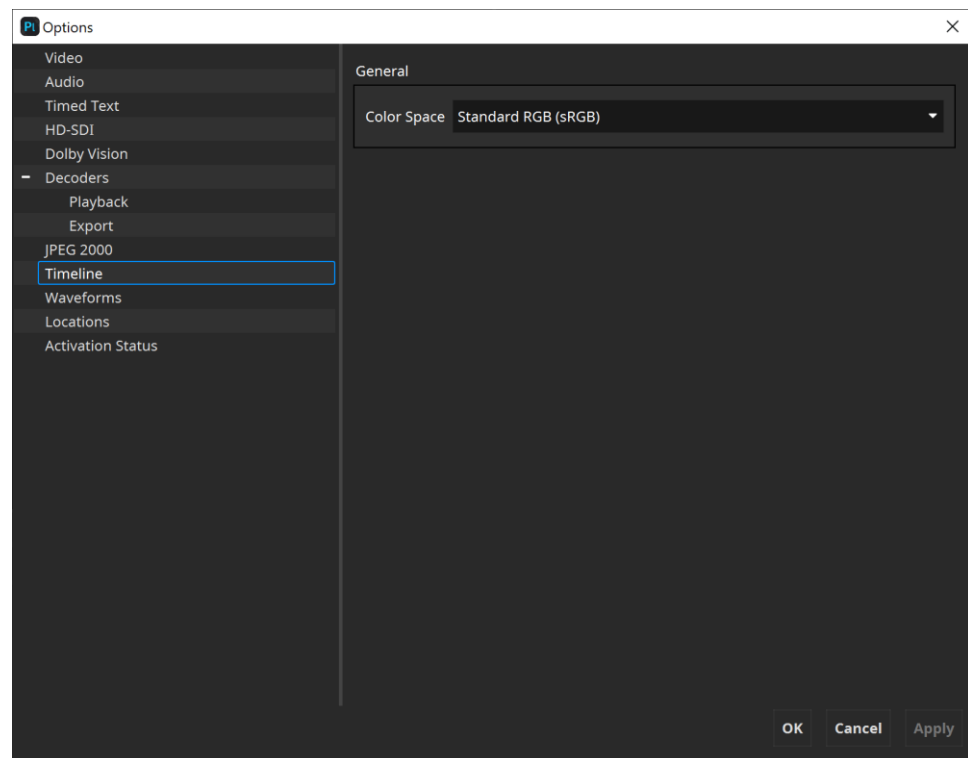 Pl Options
Video
Audio
Timed Text
HD-SDI
Dolby Vision
Decoders
Playback
Export
JPEG 2000
Timeline
Waveforms
Locations
Activation Status
General
Color Space Standard RGB (sRGB)
OK Cancel Apply